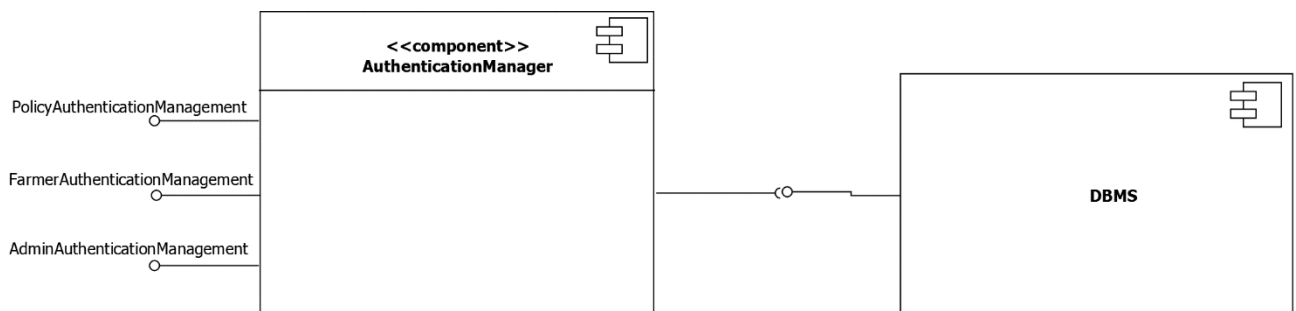 <<component>>
AuthenticationManager
PolicyAuthenticationManagement
FarmerAuthenticationManagement
AdminAuthenticationManagement
DBMS